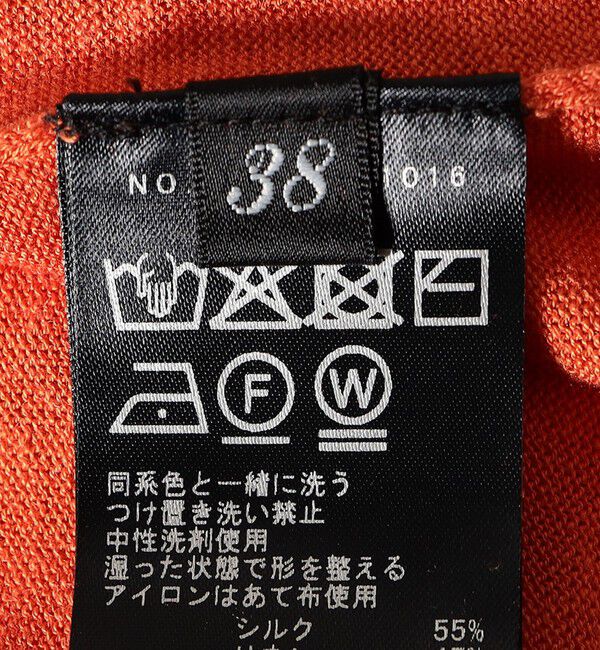 38
NO. 016
F W
同系色と一緒に洗う
つけ置き洗い禁止
中性洗剤使用
湿った状態で形を整える
アイロンはあて布使用
シルク 55%